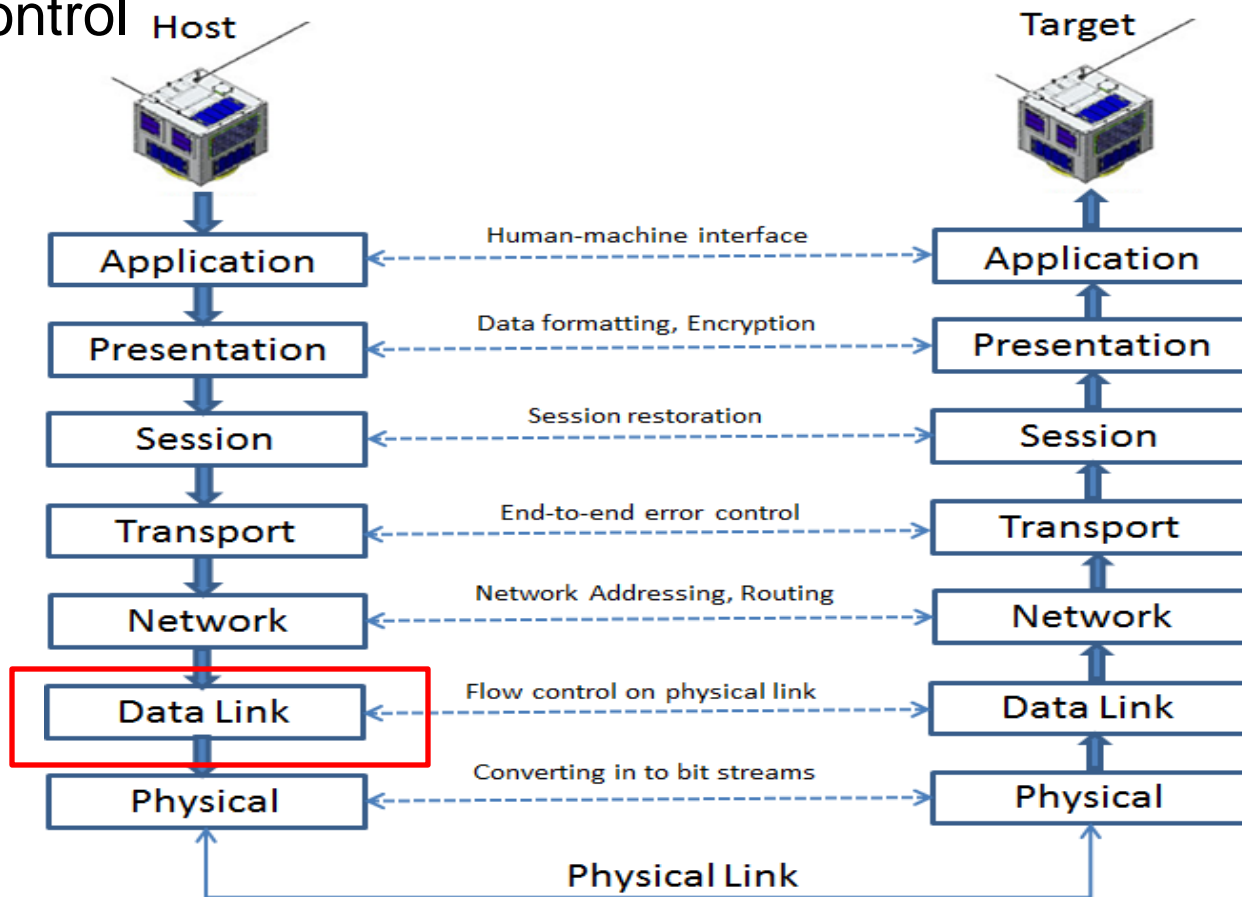 ontrol
Host
Target
Application
Human-machine interface
Application
Presentation
Data formatting, Encryption
Presentation
Session
Session restoration
Session
Transport
End-to-end error control
Transport
Network
Network Addressing, Routing
Network
Data Link
Flow control on physical link
Data Link
Physical
Converting in to bit streams
Physical
Physical Link